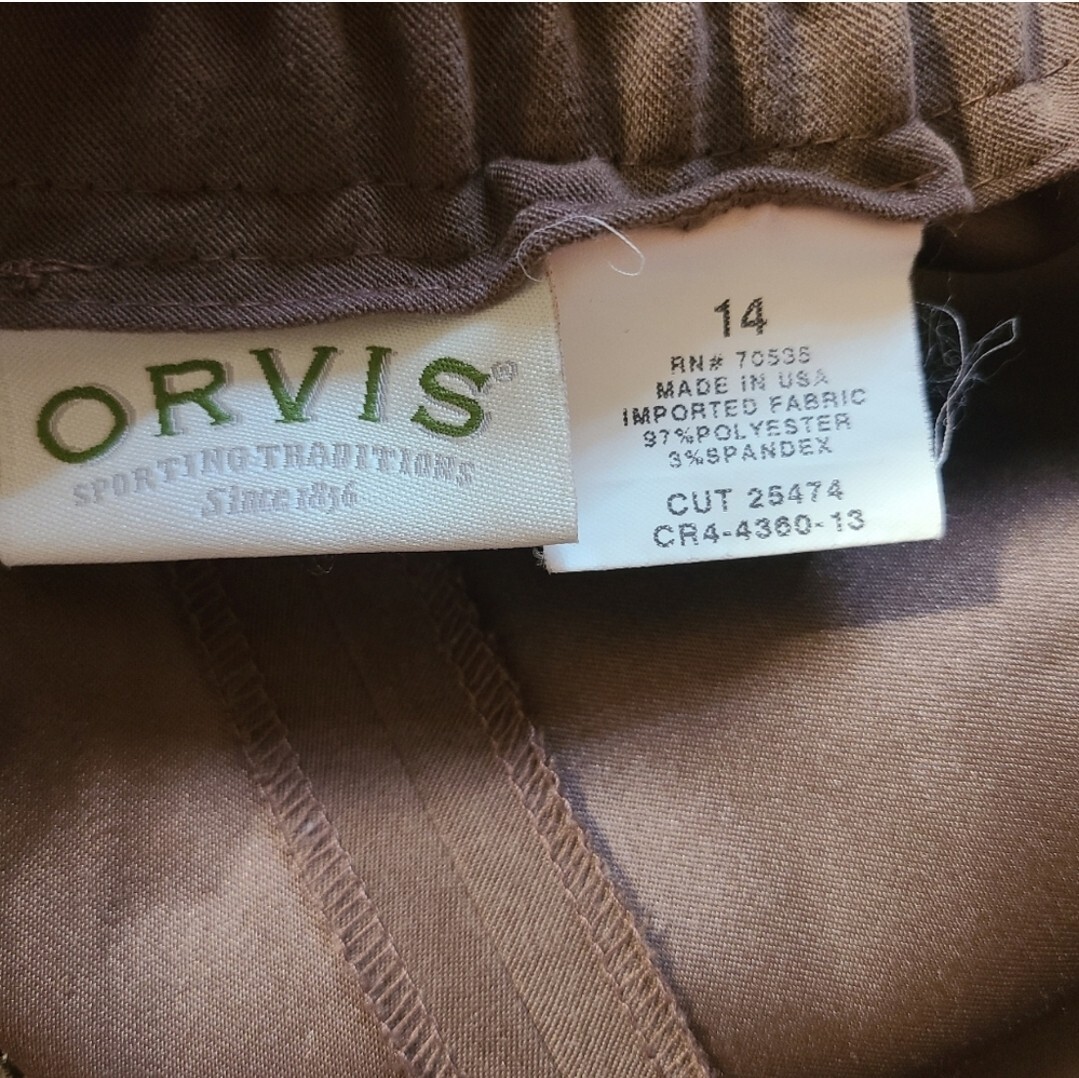 ORVIS®
SPORTING TRADITIONS
Since 1856
14
RN# 70535
MADE IN USA
IMPORTED FABRIC
97%POLYESTER
3%SPANDEX
CUT 25474
CR4-4360-13